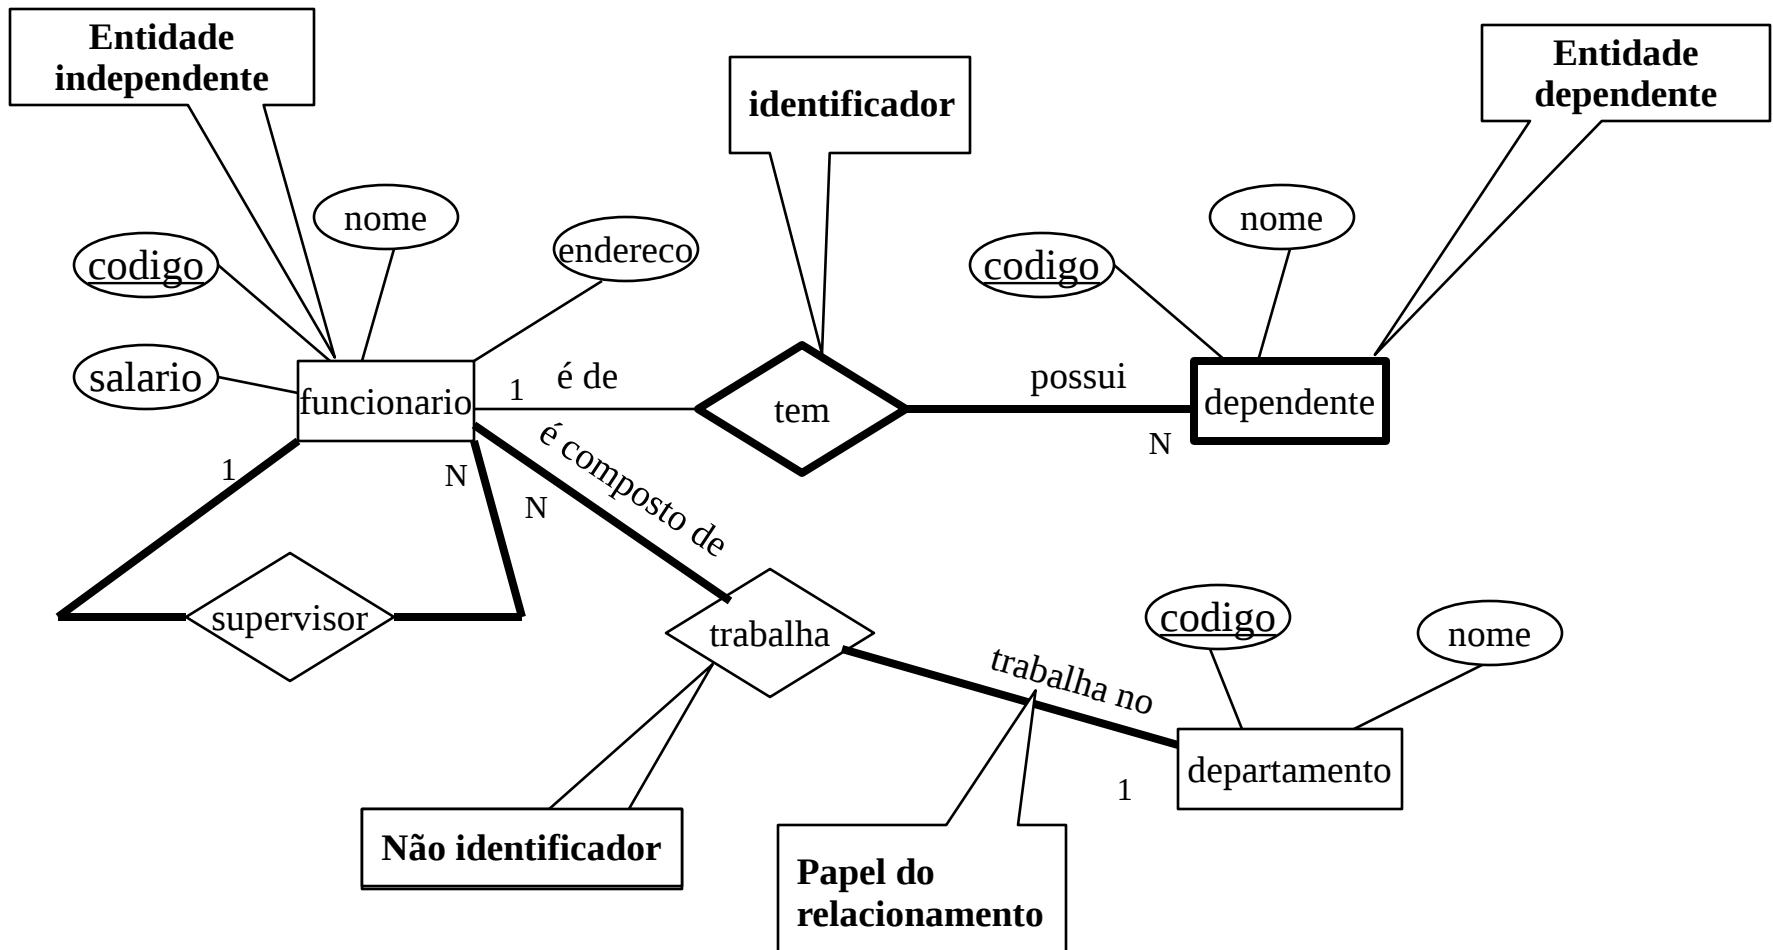 Entidade
independente
identificador
Entidade
dependente
nome
nome
codigo
endereco
codigo
salario
é de
possui
1
funcionario
tem
dependente
N
1
N
N
é composto de
supervisor
trabalha
codigo
nome
trabalha no
departamento
1
Não identificador
Papel do
relacionamento